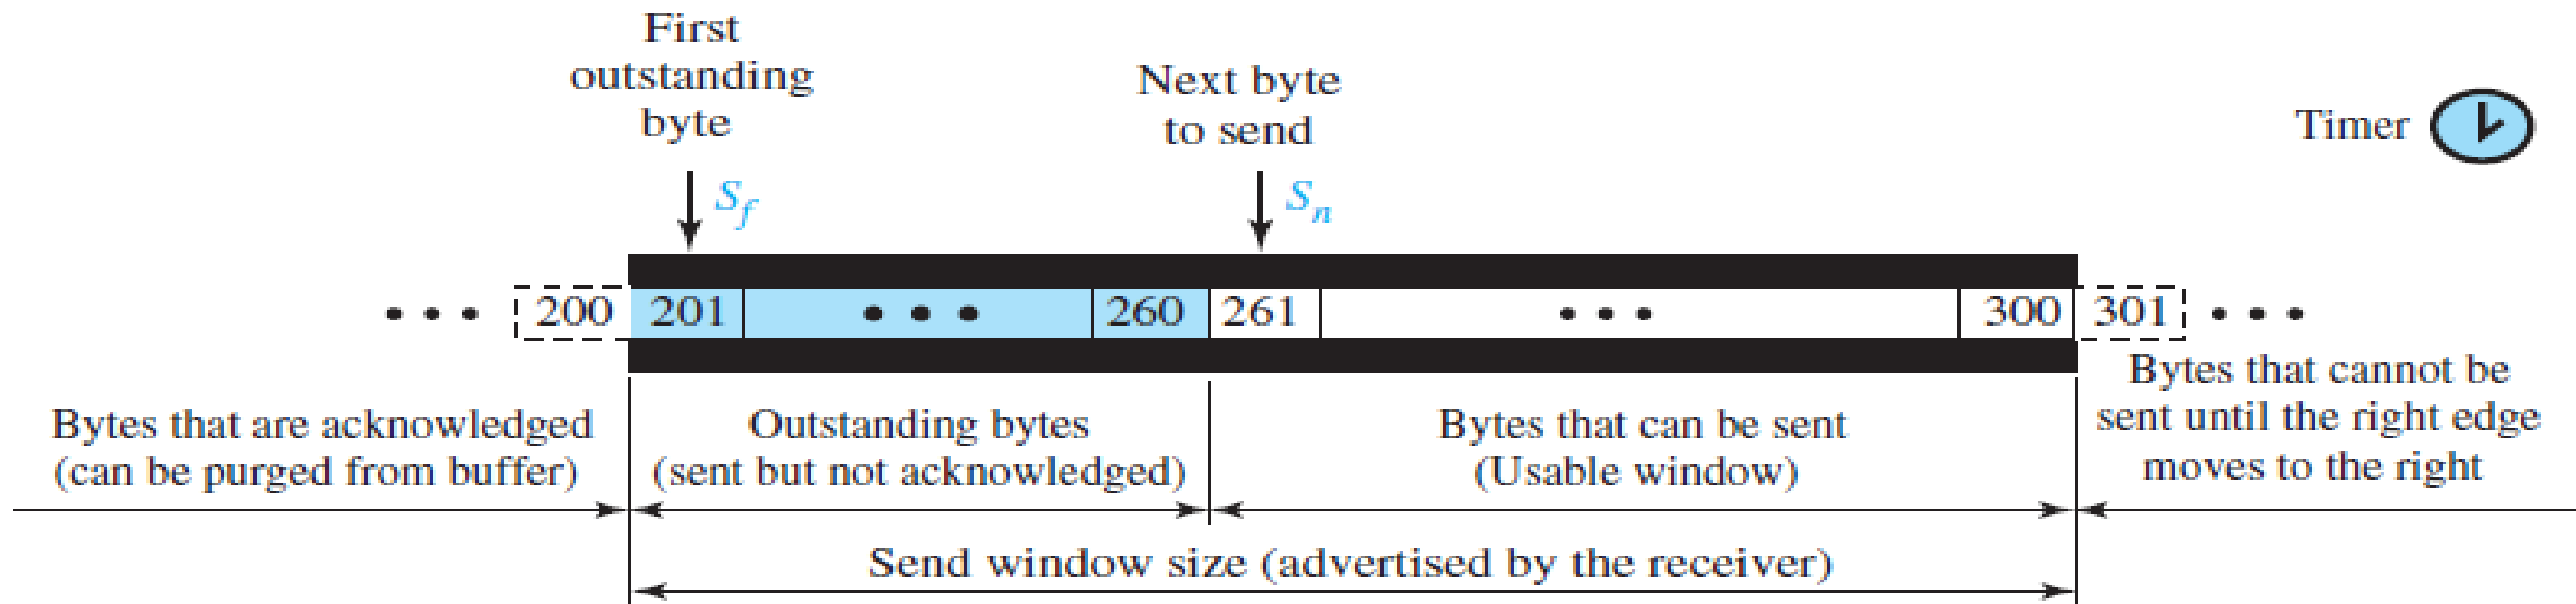 First
outstanding
byte
Next byte
to send
Timer
Sf
Sn
••• 200 201 ••• 260 261 ••• 300 301 •••
Bytes that are acknowledged
(can be purged from buffer)
Outstanding bytes
(sent but not acknowledged)
Bytes that can be sent
(Usable window)
Bytes that cannot be
sent until the right edge
moves to the right
Send window size (advertised by the receiver)